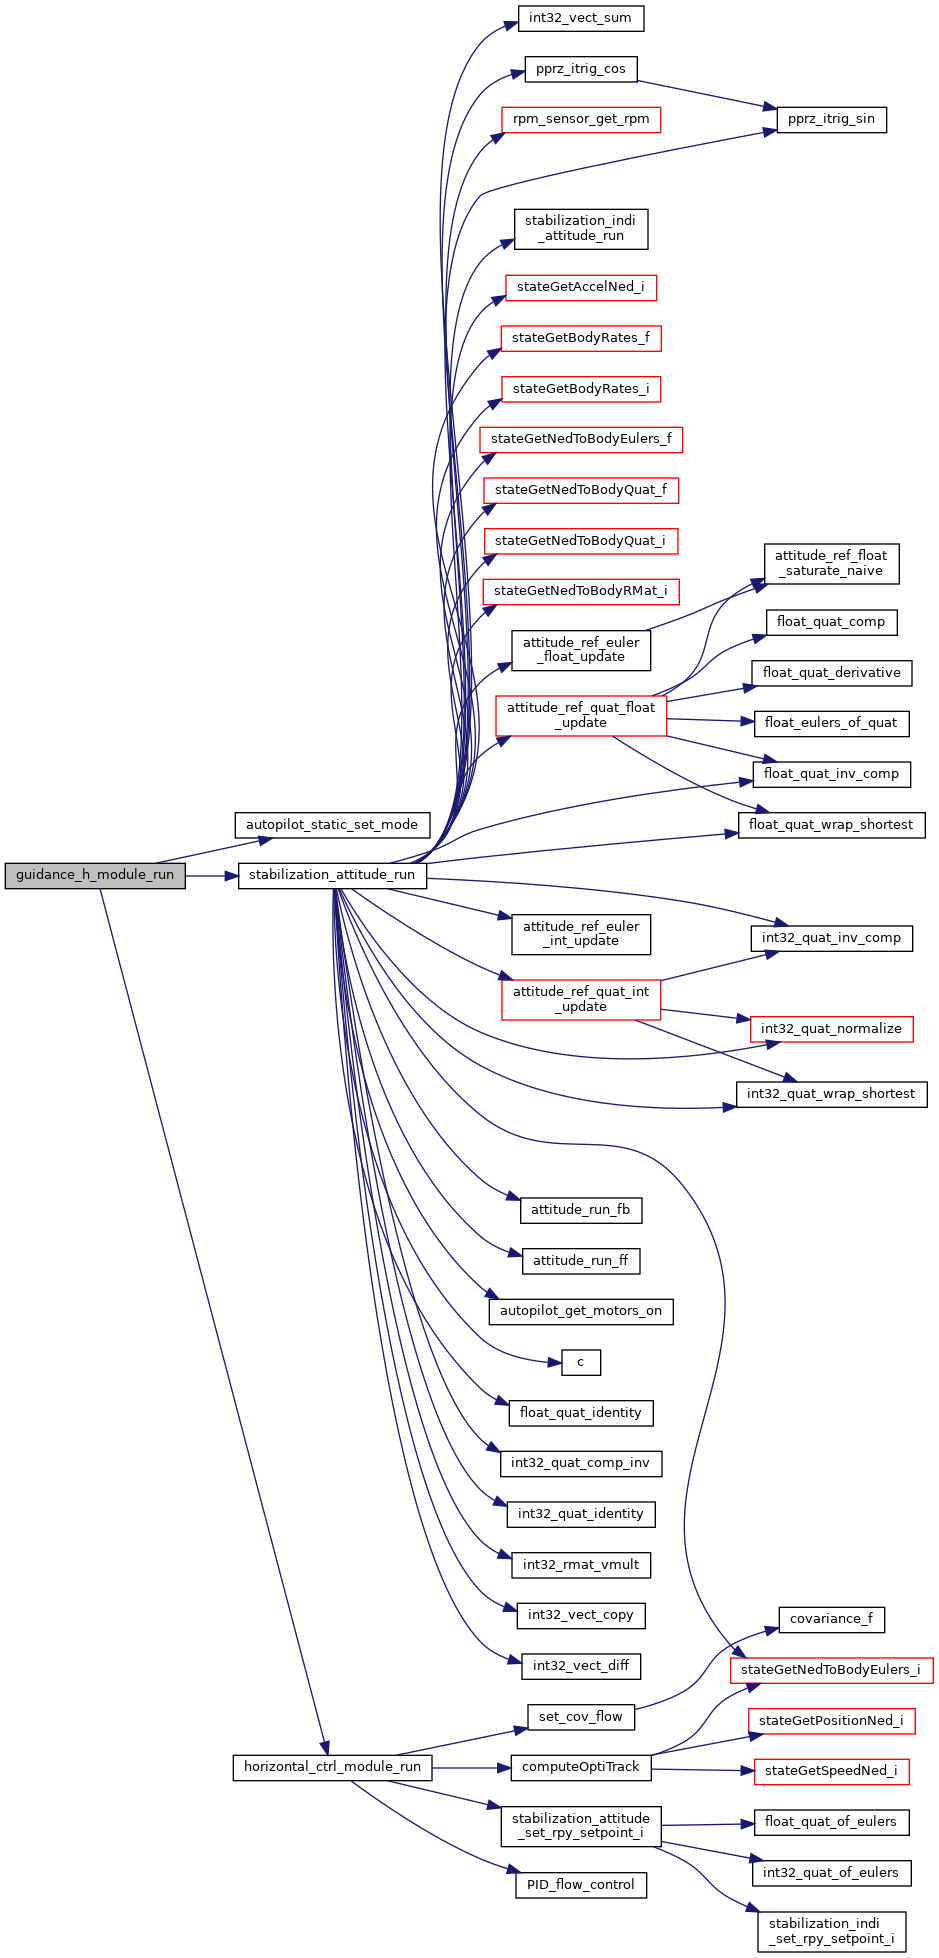 int32_vect_sum
pprz_itrig_cos
rpm_sensor_get_rpm
pprz_itrig_sin
stabilization_indi
_attitude_run
stateGetAccelNed_i
stateGetBodyRates_f
stateGetBodyRates_i
stateGetNedToBodyEulers_f
stateGetNedToBodyQuat_f
stateGetNedToBodyQuat_i
stateGetNedToBodyRMat_i
attitude_ref_float
_saturate_naive
attitude_ref_euler
_float_update
float_quat_comp
float_quat_derivative
attitude_ref_quat_float
_update
float_eulers_of_quat
float_quat_inv_comp
autopilot_static_set_mode
float_quat_wrap_shortest
guidance_h_module_run
stabilization_attitude_run
attitude_ref_euler
_int_update
int32_quat_inv_comp
attitude_ref_quat_int
_update
int32_quat_normalize
int32_quat_wrap_shortest
attitude_run_fb
attitude_run_ff
autopilot_get_motors_on
c
float_quat_identity
int32_quat_comp_inv
int32_quat_identity
int32_rmat_vmult
int32_vect_copy
covariance_f
int32_vect_diff
stateGetNedToBodyEulers_i
set_cov_flow
stateGetPositionNed_i
horizontal_ctrl_module_run
computeOptiTrack
stateGetSpeedNed_i
stabilization_attitude
_set_rpy_setpoint_i
float_quat_of_eulers
int32_quat_of_eulers
PID_flow_control
stabilization_indi
_set_rpy_setpoint_i